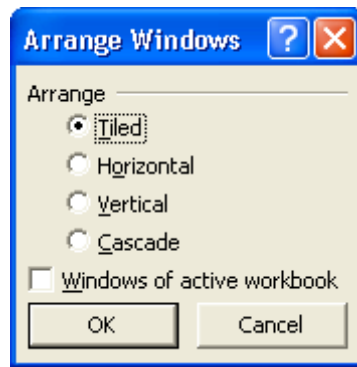 Arrange Windows ?
Arrange
Tiled
Horizontal
Vertical
Cascade
Windows of active workbook
OK Cancel